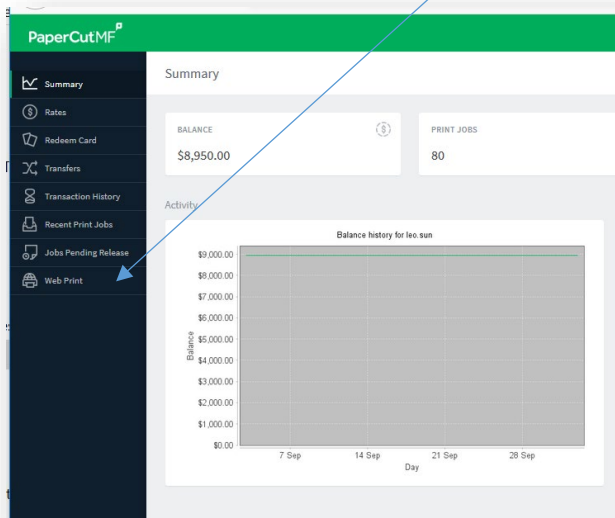 PaperCutMF
Summary
Rates
Redeem Card
Transfers
Transaction History
Recent Print Jobs
Jobs Pending Release
Web Print
Summary
BALANCE
$8,950.00
PRINT JOBS
80
Activity
Balance history for leo.sun
$9,000.00
$8,000.00
$7,000.00
$6,000.00
$5,000.00
$4,000.00
$3,000.00
$2,000.00
$1,000.00
$0.00
Balance
7 Sep 14 Sep 21 Sep 28 Sep
Day